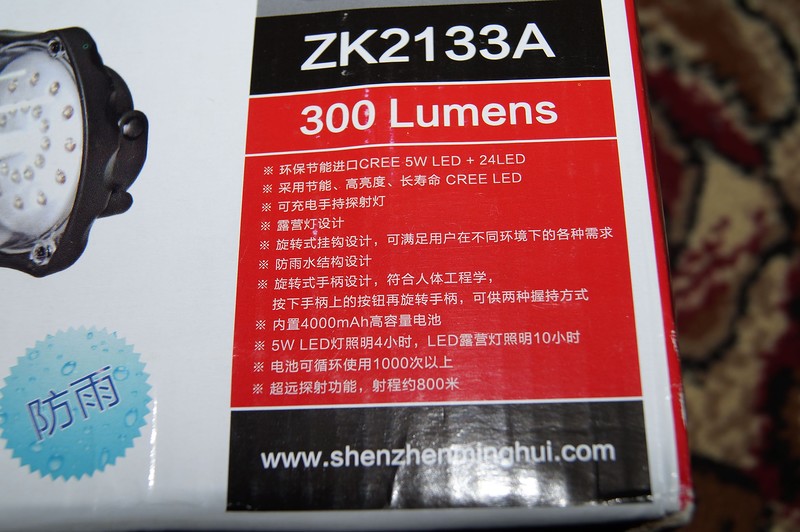 ZK2133A
300 Lumens
※ 环保节能进口CREE 5W LED + 24LED
※ 采用节能、高亮度、长寿命 CREE LED
※ 可充电手持探射灯
※ 露营灯设计
※ 旋转式挂钩设计，可满足用户在不同环境下的各种需求
※ 防雨水结构设计
※ 旋转式手柄设计，符合人体工程学，
按下手柄上的按钮再旋转手柄，可供两种握持方式
※ 内置4000mAh高容量电池
※ 5W LED灯照明4小时，LED露营灯照明10小时
※ 电池可循环使用1000次以上
※ 超远探射功能，射程约800米
防雨
www.shenzhenminghui.com